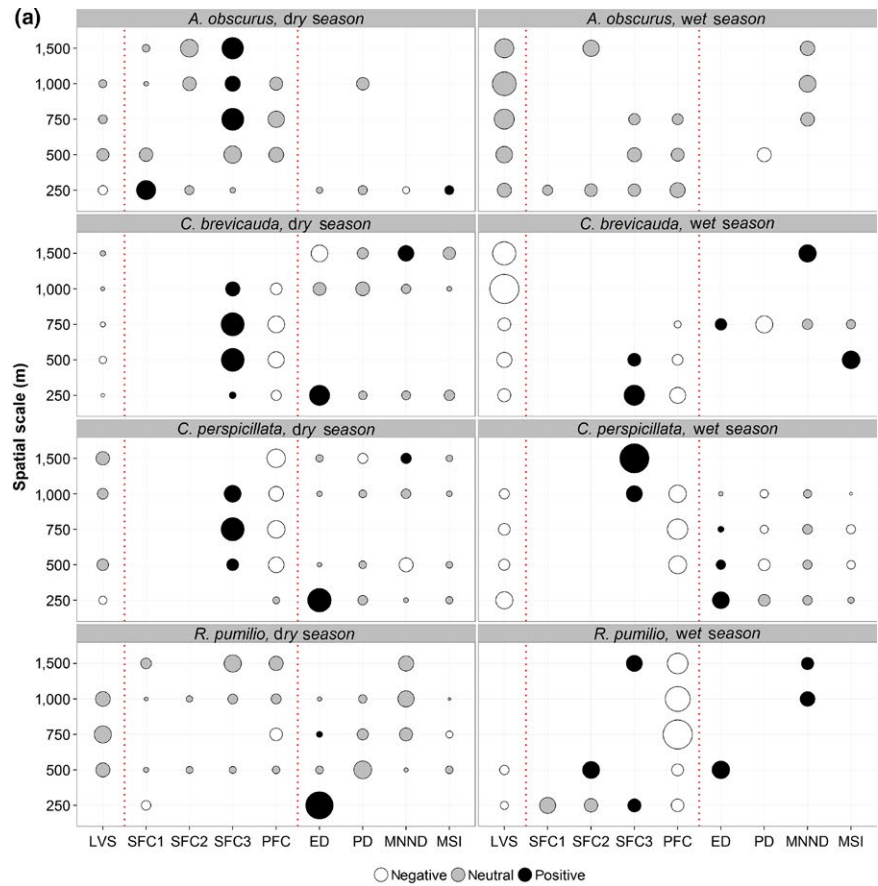 (a)
A. obscurus, dry season
A. obscurus, wet season
1,500
1,000
750
500
250
C. brevicauda, dry season
C. brevicauda, wet season
1,500
1,000
750
500
250
Spatial scale (m)
C. perspicillata, dry season
C. perspicillata, wet season
1,500
1,000
750
500
250
R. pumilio, dry season
R. pumilio, wet season
1,500
1,000
750
500
250
LVS SFC1 SFC2 SFC3 PFC ED PD MNND MSI
LVS SFC1 SFC2 SFC3 PFC ED PD MNND MSI
Negative Neutral Positive